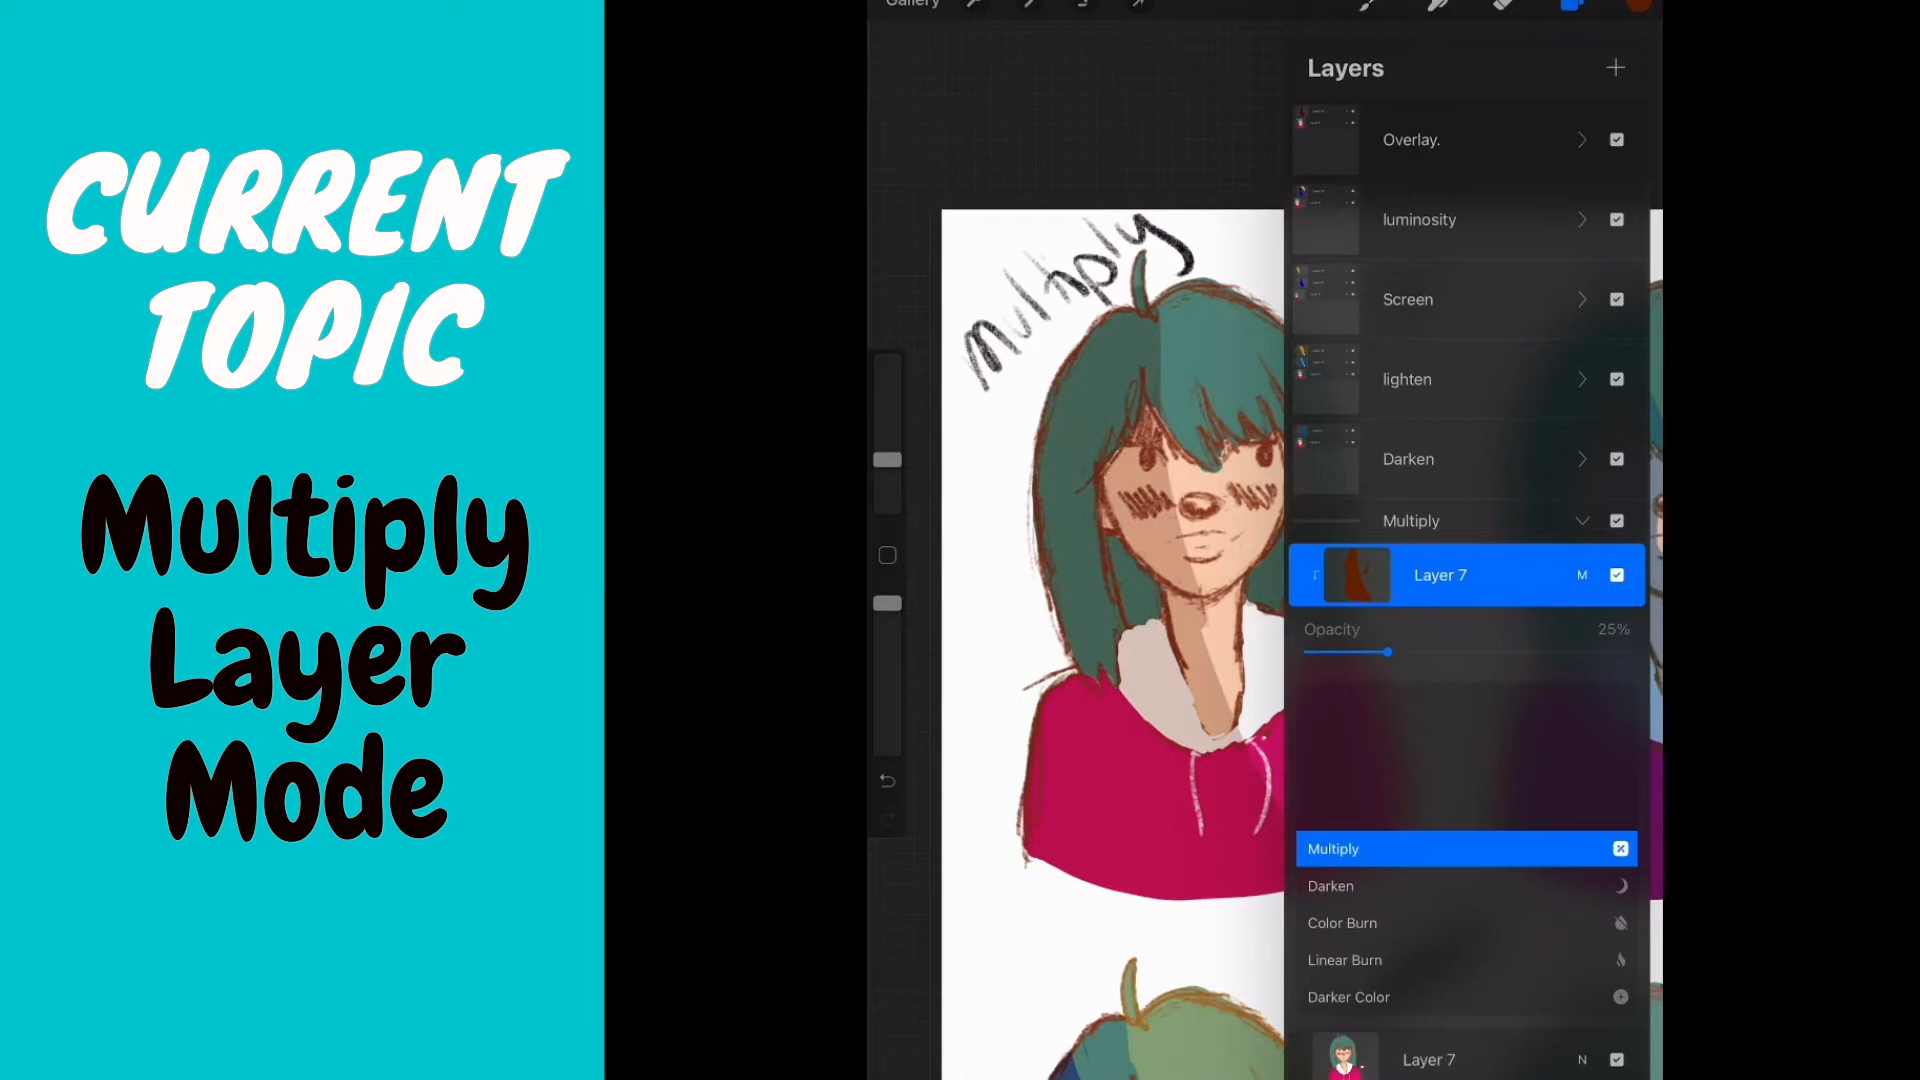 CURRENT
TOPIC
Multiply
Layer
Mode
Gallery
Multiply
Layers
Overlay.
luminosity
Screen
lighten
Darken
Multiply
Layer 7 M
Opacity 25%
Multiply
Darken
Color Burn
Linear Burn
Darker Color
Layer 7 N